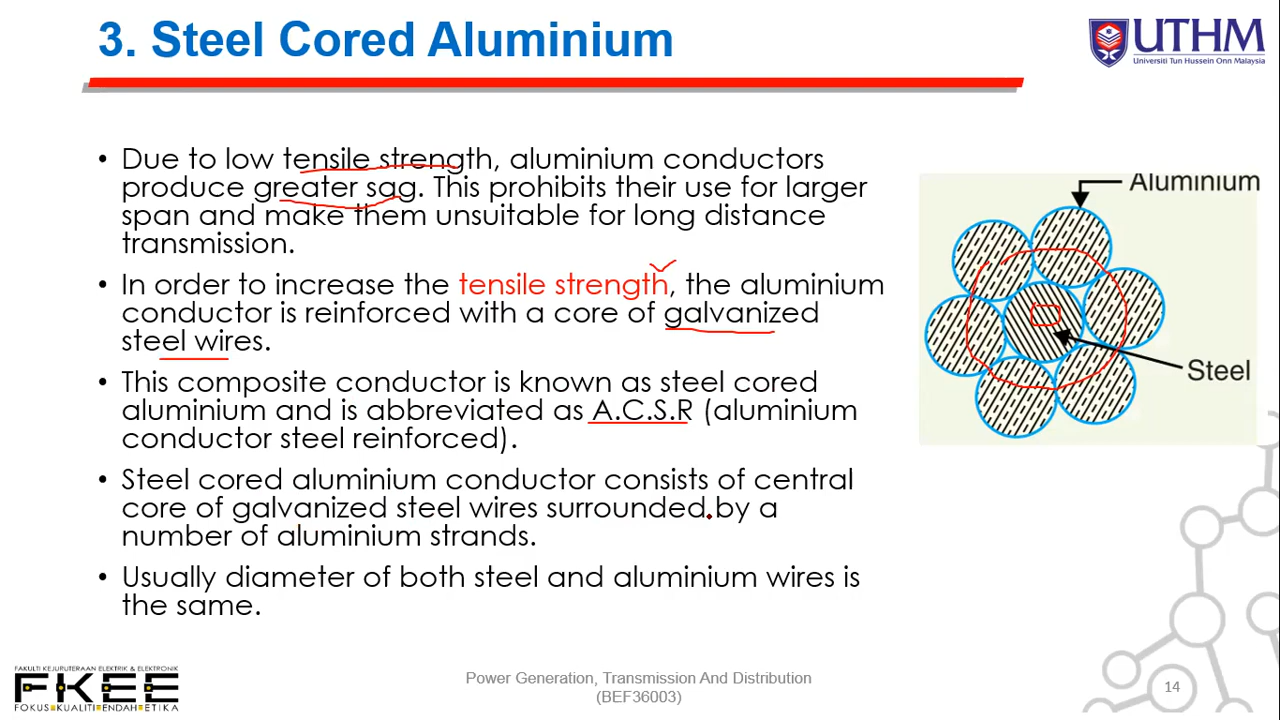 3. Steel Cored Aluminium
UTHM
Universiti Tun Hussein Onn Malaysia
• Due to low tensile strength, aluminium conductors
produce greater sag. This prohibits their use for larger
span and make them unsuitable for long distance
transmission.
• In order to increase the tensile strength, the aluminium
conductor is reinforced with a core of galvanized
steel wires.
• This composite conductor is known as steel cored
aluminium and is abbreviated as A.C.S.R (aluminium
conductor steel reinforced).
• Steel cored aluminium conductor consists of central
core of galvanized steel wires surrounded by a
number of aluminium strands.
• Usually diameter of both steel and aluminium wires is
the same.
Aluminium
Steel
FAKULTI KEJURUTERAAN ELEKTRIK & ELEKTRONIK
FKEE
FOKUS KUALITI ENDAH ETIKA
Power Generation, Transmission And Distribution
(BEF36003)
14